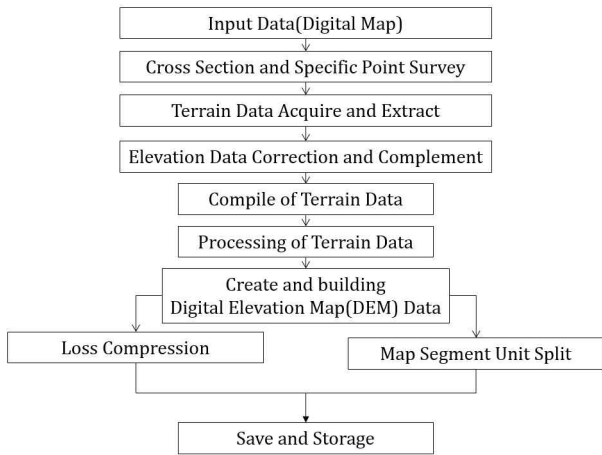 Input Data(Digital Map)
Cross Section and Specific Point Survey
Terrain Data Acquire and Extract
Elevation Data Correction and Complement
Compile of Terrain Data
Processing of Terrain Data
Create and building
Digital Elevation Map(DEM) Data
Loss Compression
Map Segment Unit Split
Save and Storage